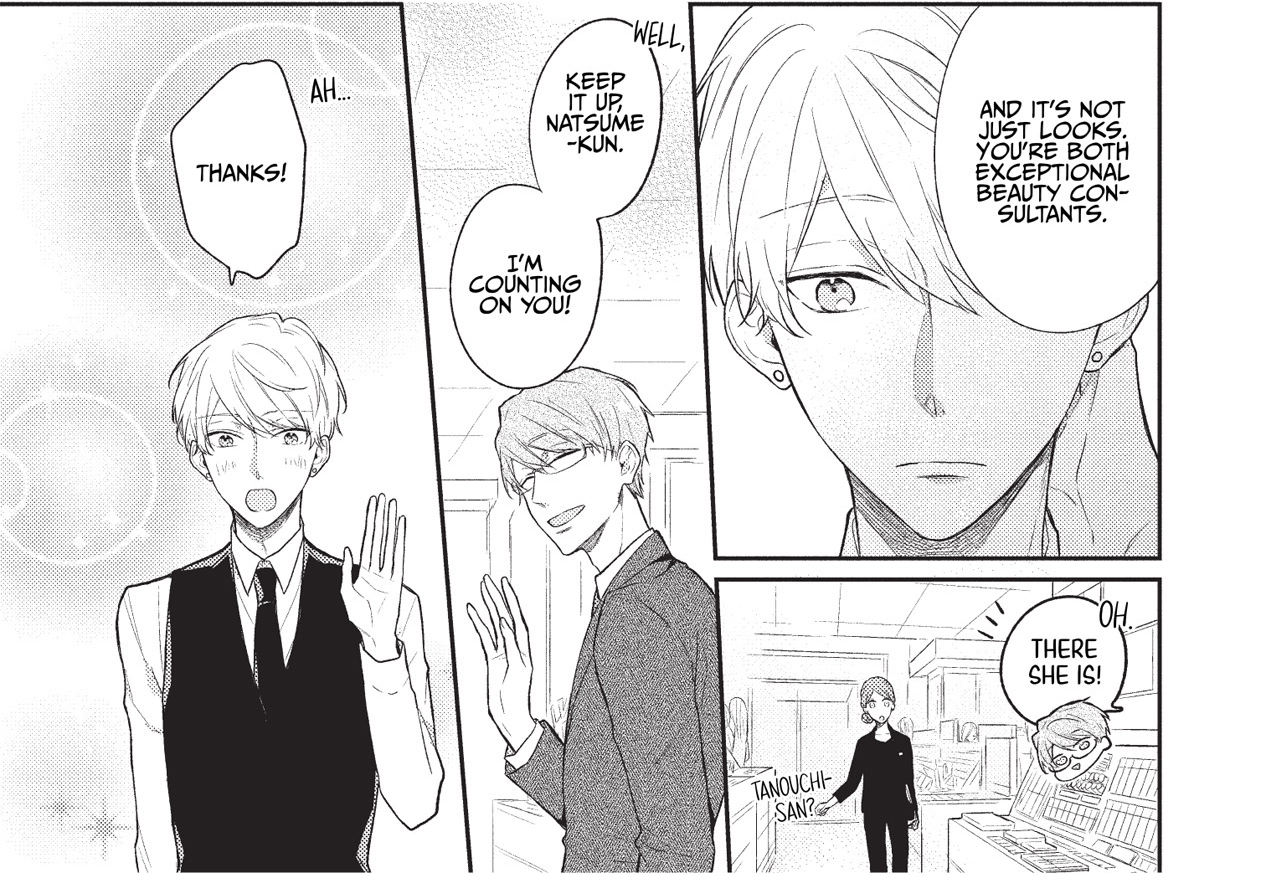 AND IT'S NOT
JUST LOOKS.
YOU'RE BOTH
EXCEPTIONAL
BEAUTY CON-
SULTANTS.
OH.
THERE
SHE IS!
TANOUCHI-
SAN?
WELL,
KEEP
IT UP,
NATSUME
-KUN.
I'M
COUNTING
ON YOU!
AH...
THANKS!